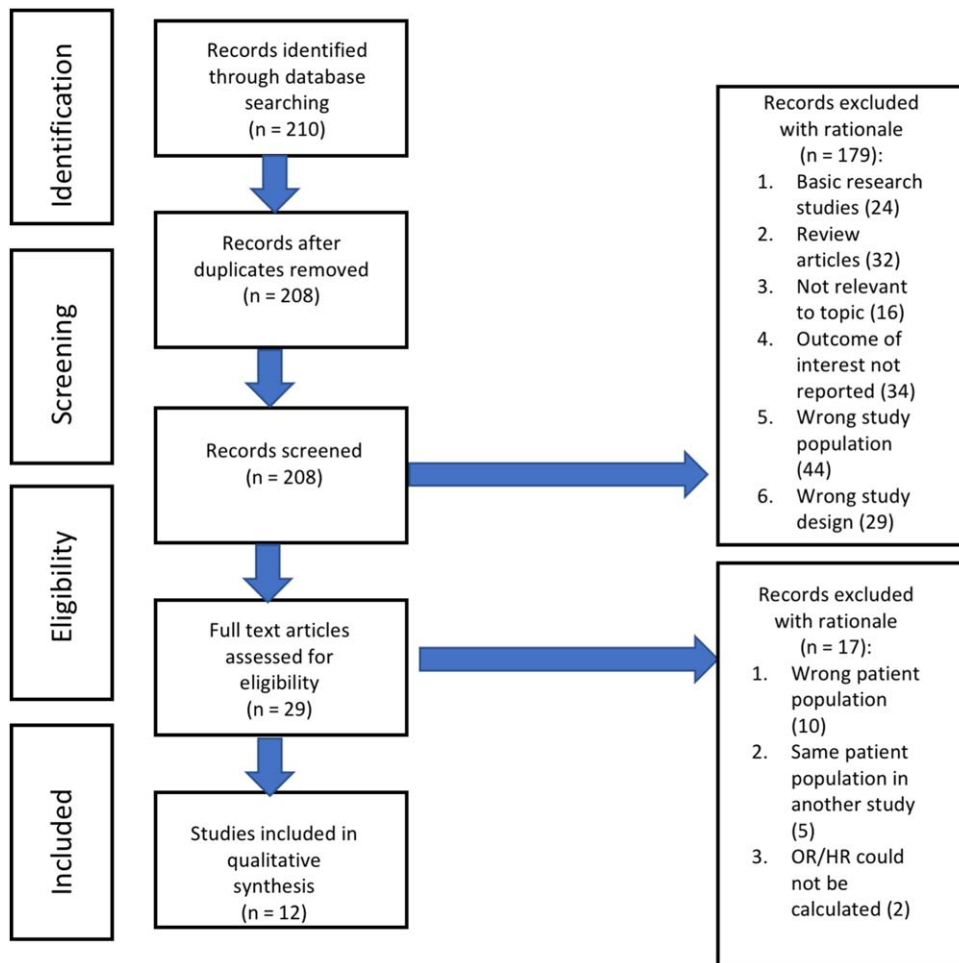 Identification
Records identified
through database
searching
(n = 210)
Records after
duplicates removed
(n = 208)
Screening
Records screened
(n = 208)
Records excluded
with rationale
(n = 179):
1. Basic research
studies (24)
2. Review
articles (32)
3. Not relevant
to topic (16)
4. Outcome of
interest not
reported (34)
5. Wrong study
population
(44)
6. Wrong study
design (29)
Eligibility
Full text articles
assessed for
eligibility
(n = 29)
Records excluded
with rationale
(n = 17):
1. Wrong patient
population
(10)
2. Same patient
population in
another study
(5)
3. OR/HR could
not be
calculated (2)
Included
Studies included in
qualitative
synthesis
(n = 12)